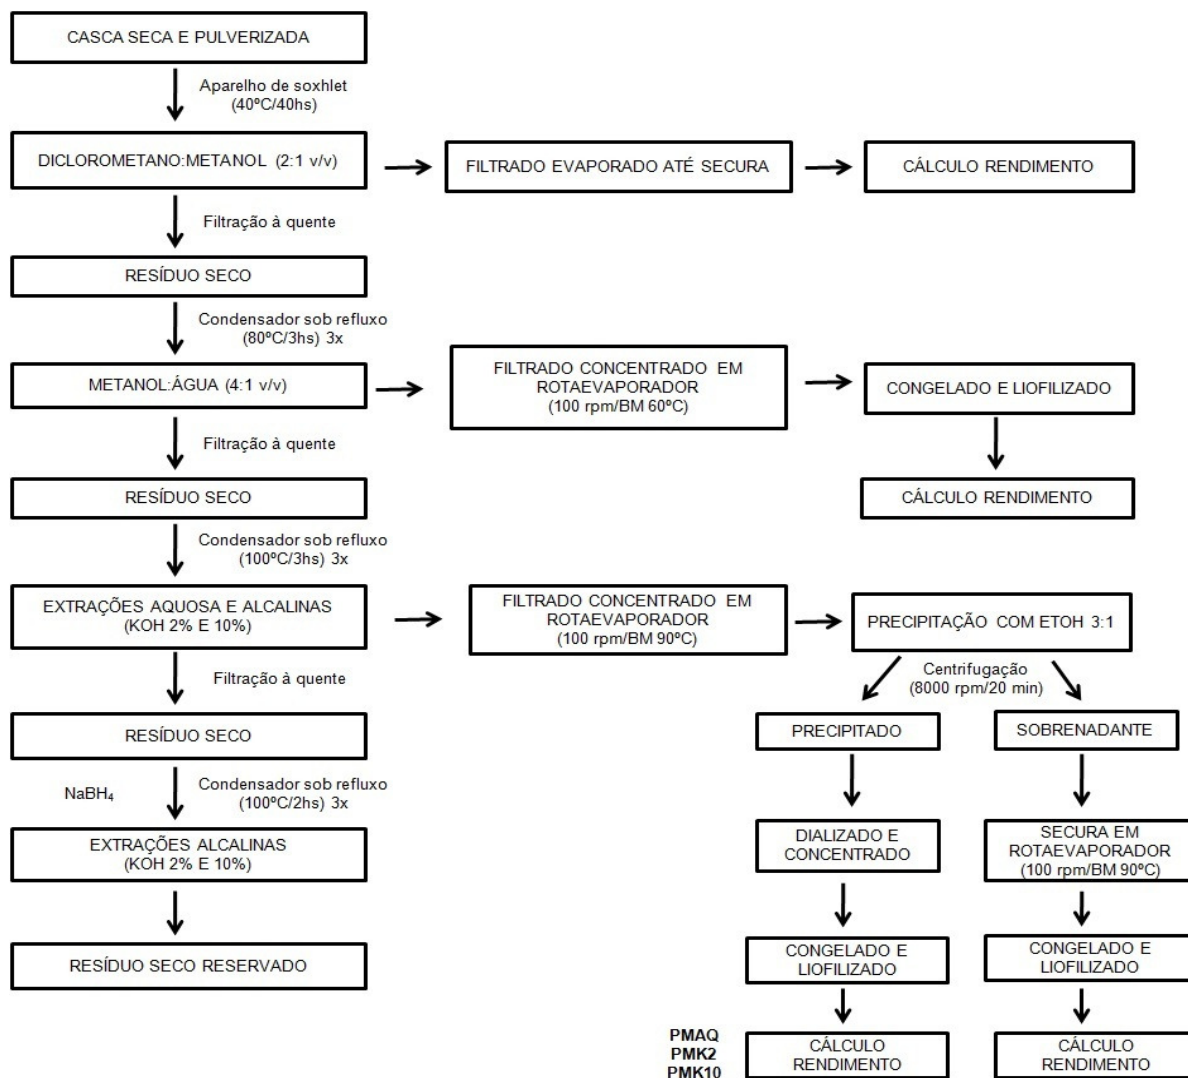 CASCA SECA E PULVERIZADA
Aparelho de soxhlet
(40ºC/40hs)
DICLOROMETANO:METANOL (2:1 v/v)
FILTRADO EVAPORADO ATÉ SECURA
CÁLCULO RENDIMENTO
Filtração à quente
RESÍDUO SECO
Condensador sob refluxo
(80ºC/3hs) 3x
METANOL:ÁGUA (4:1 v/v)
FILTRADO CONCENTRADO EM
ROTAEVAPORADOR
(100 rpm/BM 60ºC)
CONGELADO E LIOFILIZADO
Filtração à quente
RESÍDUO SECO
CÁLCULO RENDIMENTO
Condensador sob refluxo
(100ºC/3hs) 3x
EXTRAÇÕES AQUOSA E ALCALINAS
(KOH 2% E 10%)
FILTRADO CONCENTRADO EM
ROTAEVAPORADOR
(100 rpm/BM 90ºC)
PRECIPITAÇÃO COM ETOH 3:1
Filtração à quente
Centrifugação
(8000 rpm/20 min)
RESÍDUO SECO
PRECIPITADO
SOBRENADANTE
NaBH₄
Condensador sob refluxo
(100ºC/2hs) 3x
EXTRAÇÕES ALCALINAS
(KOH 2% E 10%)
DIALIZADO E
CONCENTRADO
SECURA EM
ROTAEVAPORADOR
(100 rpm/BM 90ºC)
RESÍDUO SECO RESERVADO
CONGELADO E
LIOFILIZADO
CONGELADO E
LIOFILIZADO
PMAQ
PMK2
PMK10
CÁLCULO
RENDIMENTO
CÁLCULO
RENDIMENTO